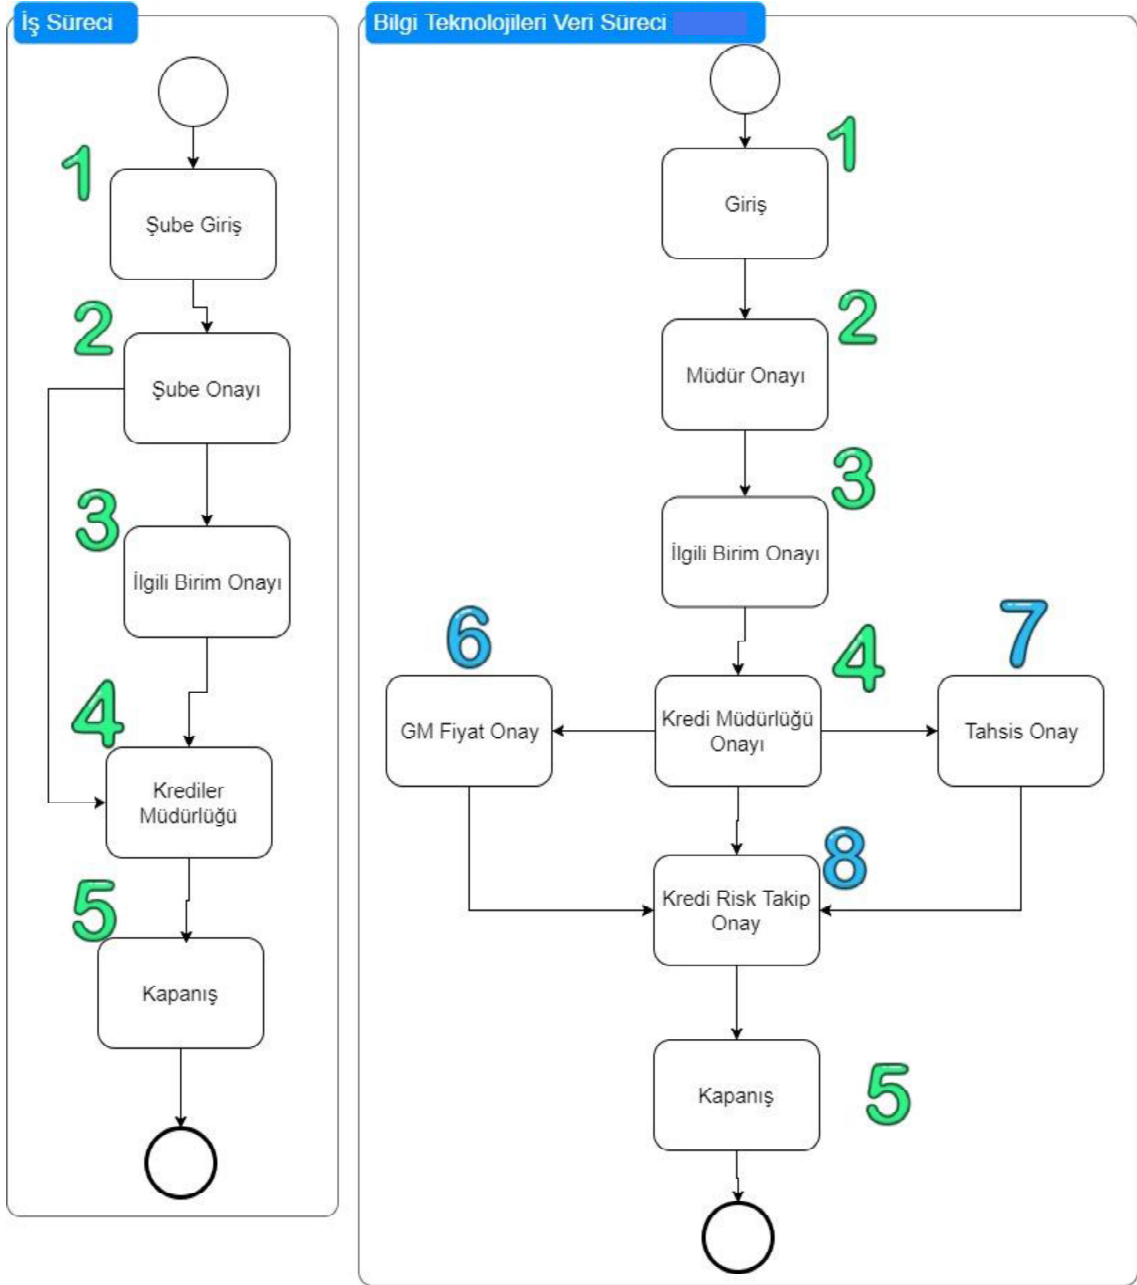 İş Süreci
1
Şube Giriş
2
Şube Onayı
3
İlgili Birim Onayı
4
Krediler
Müdürlüğü
5
Kapanış
Bilgi Teknolojileri Veri Süreci
1
Giriş
2
Müdür Onayı
3
İlgili Birim Onayı
6
GM Fiyat Onay
4
Kredi Müdürlüğü
Onayı
7
Tahsis Onay
8
Kredi Risk Takip
Onay
5
Kapanış